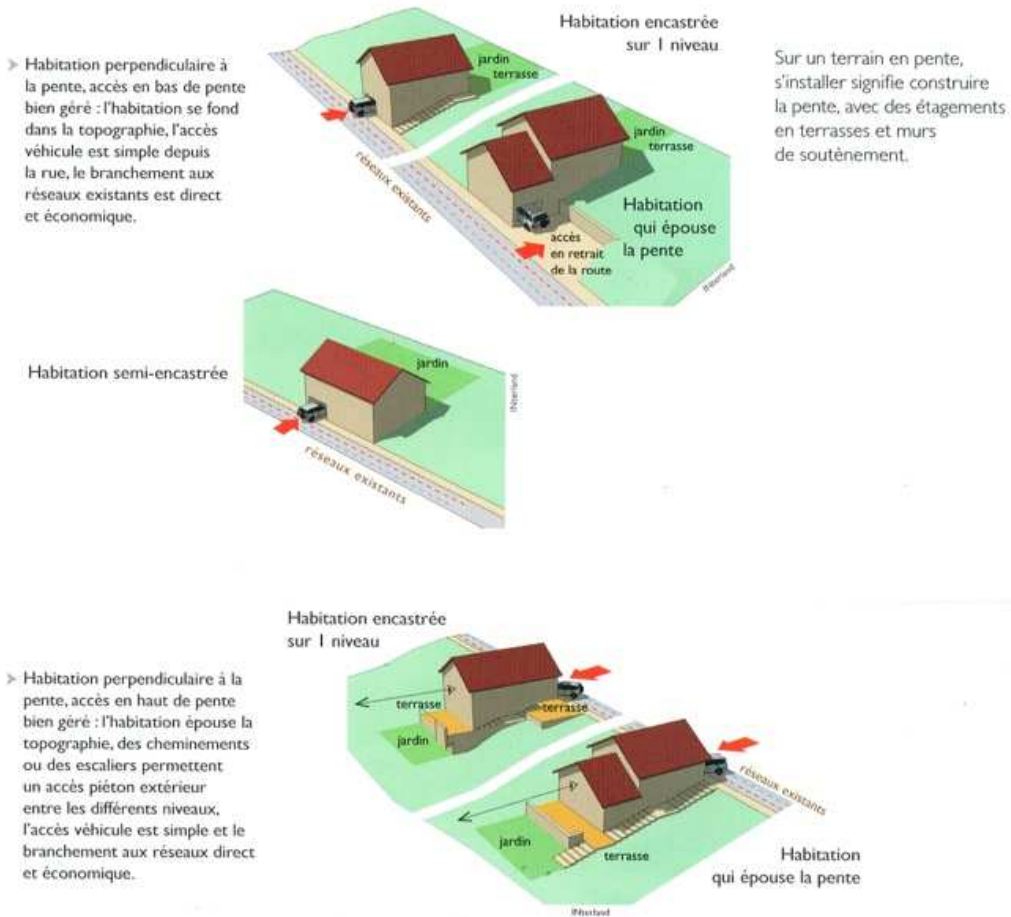 Habitation encastrée
sur 1 niveau
> Habitation perpendiculaire à
la pente, accès en bas de pente
bien géré : l'habitation se fond
dans la topographie, l'accès
véhicule est simple depuis
la rue, le branchement aux
réseaux existants est direct
et économique.
Sur un terrain en pente,
s'installer signifie construire
la pente, avec des étagements
en terrasses et murs
de soutènement.
jardin
terrasse
jardin
terrasse
réseaux existants
Habitation
qui épouse
la pente
accès
en retrait
de la route
INterland
Habitation semi-encastrée
jardin
INterland
réseaux existants
Habitation encastrée
sur 1 niveau
> Habitation perpendiculaire à la
pente, accès en haut de pente
bien géré : l'habitation épouse la
topographie, des cheminements
ou des escaliers permettent
un accès piéton extérieur
entre les différents niveaux,
l'accès véhicule est simple et le
branchement aux réseaux direct
et économique.
terrasse
terrasse
jardin
réseaux existants
jardin
terrasse
Habitation
qui épouse la pente
INterland